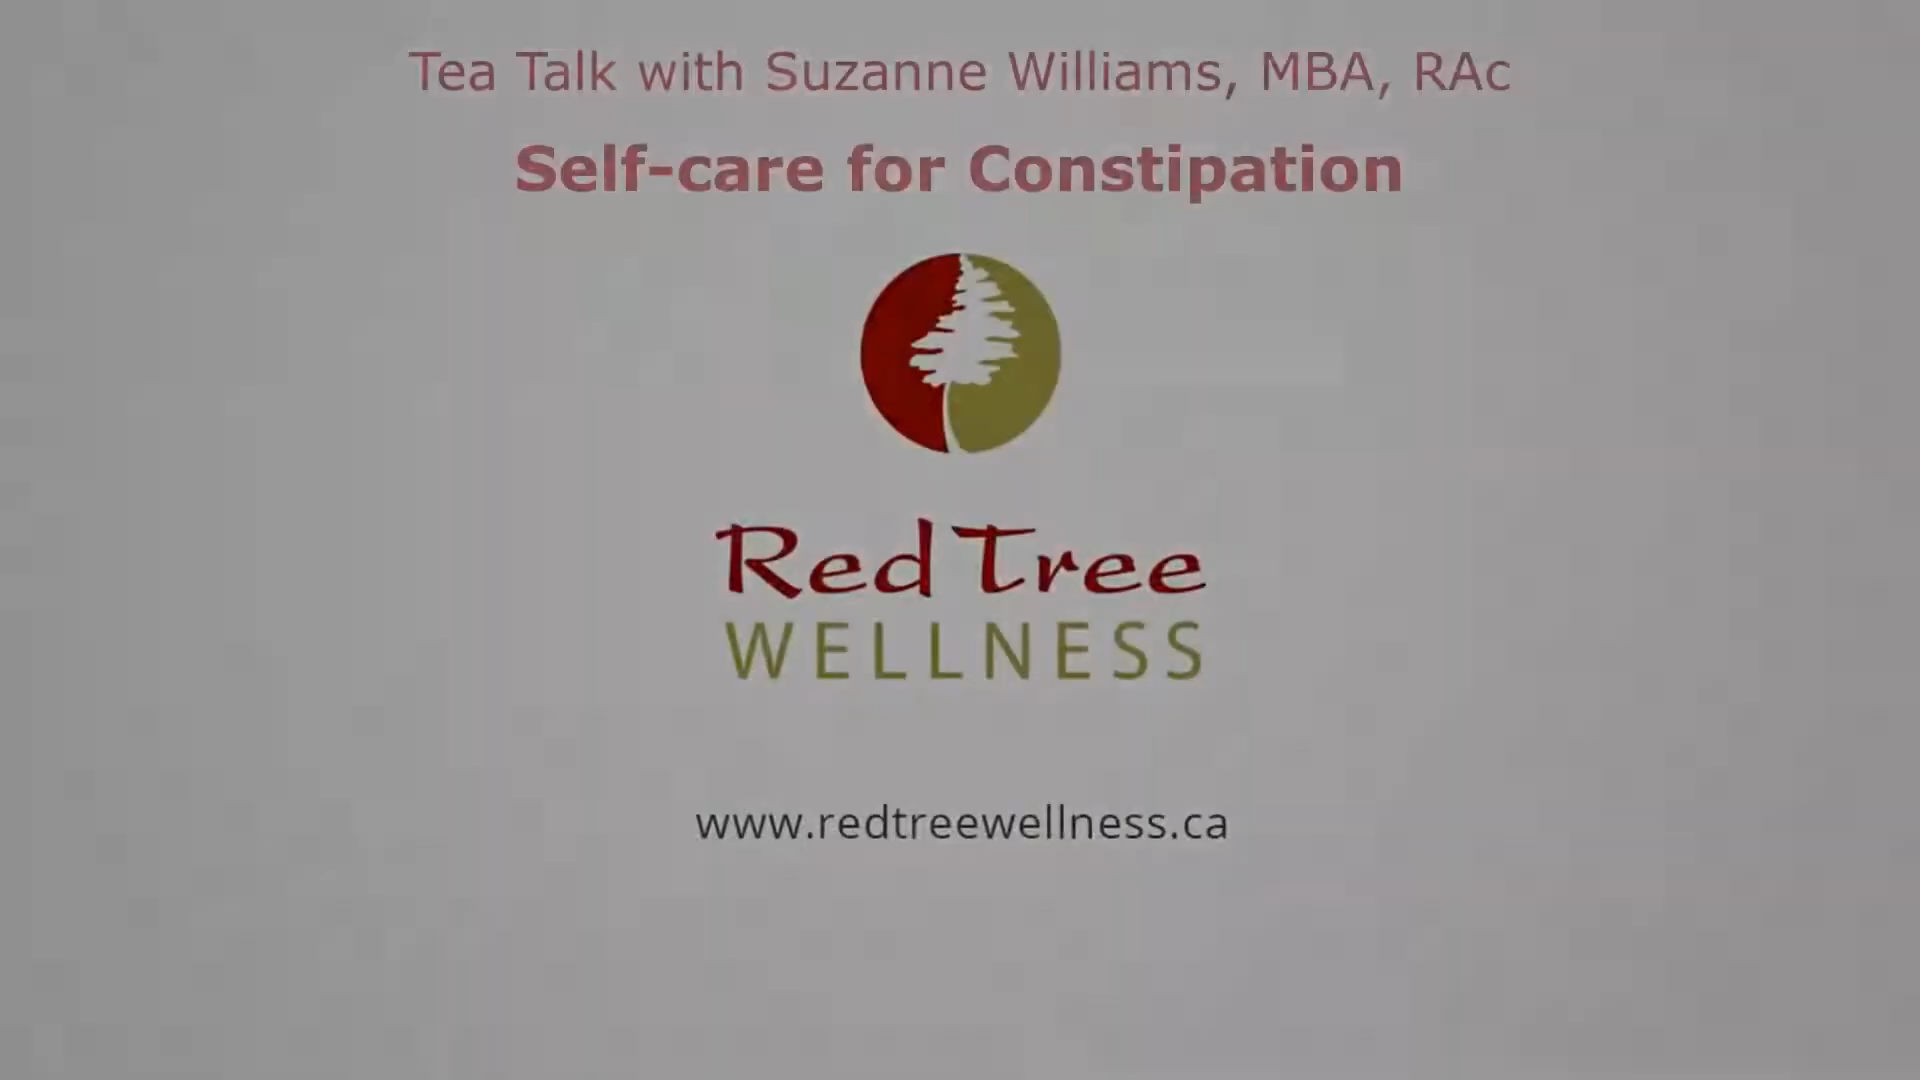 Tea Talk with Suzanne Williams, MBA, RAc
Self-care for Constipation
Red Tree
WELLNESS
www.redtreewellness.ca